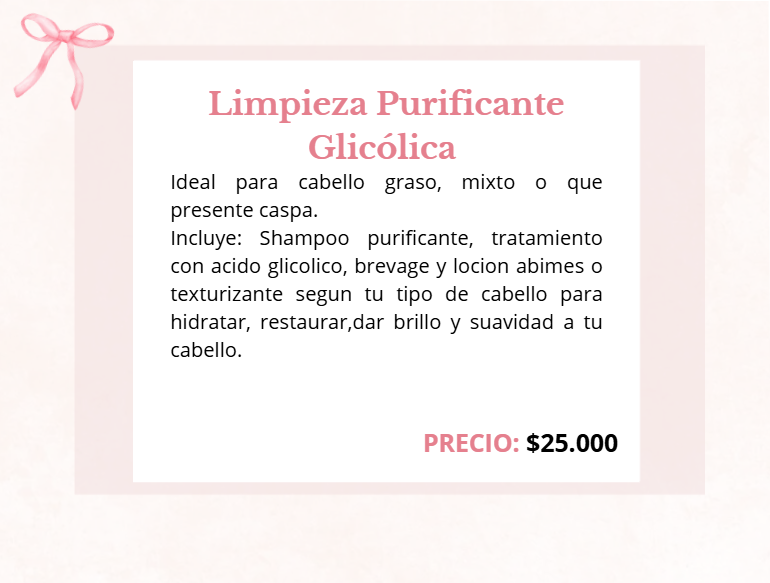 Limpieza Purificante
Glicólica
Ideal para cabello graso, mixto o que
presente caspa.
Incluye: Shampoo purificante, tratamiento
con acido glicolico, brevage y locion abimes o
texturizante segun tu tipo de cabello para
hidratar, restaurar,dar brillo y suavidad a tu
cabello.
PRECIO: $25.000